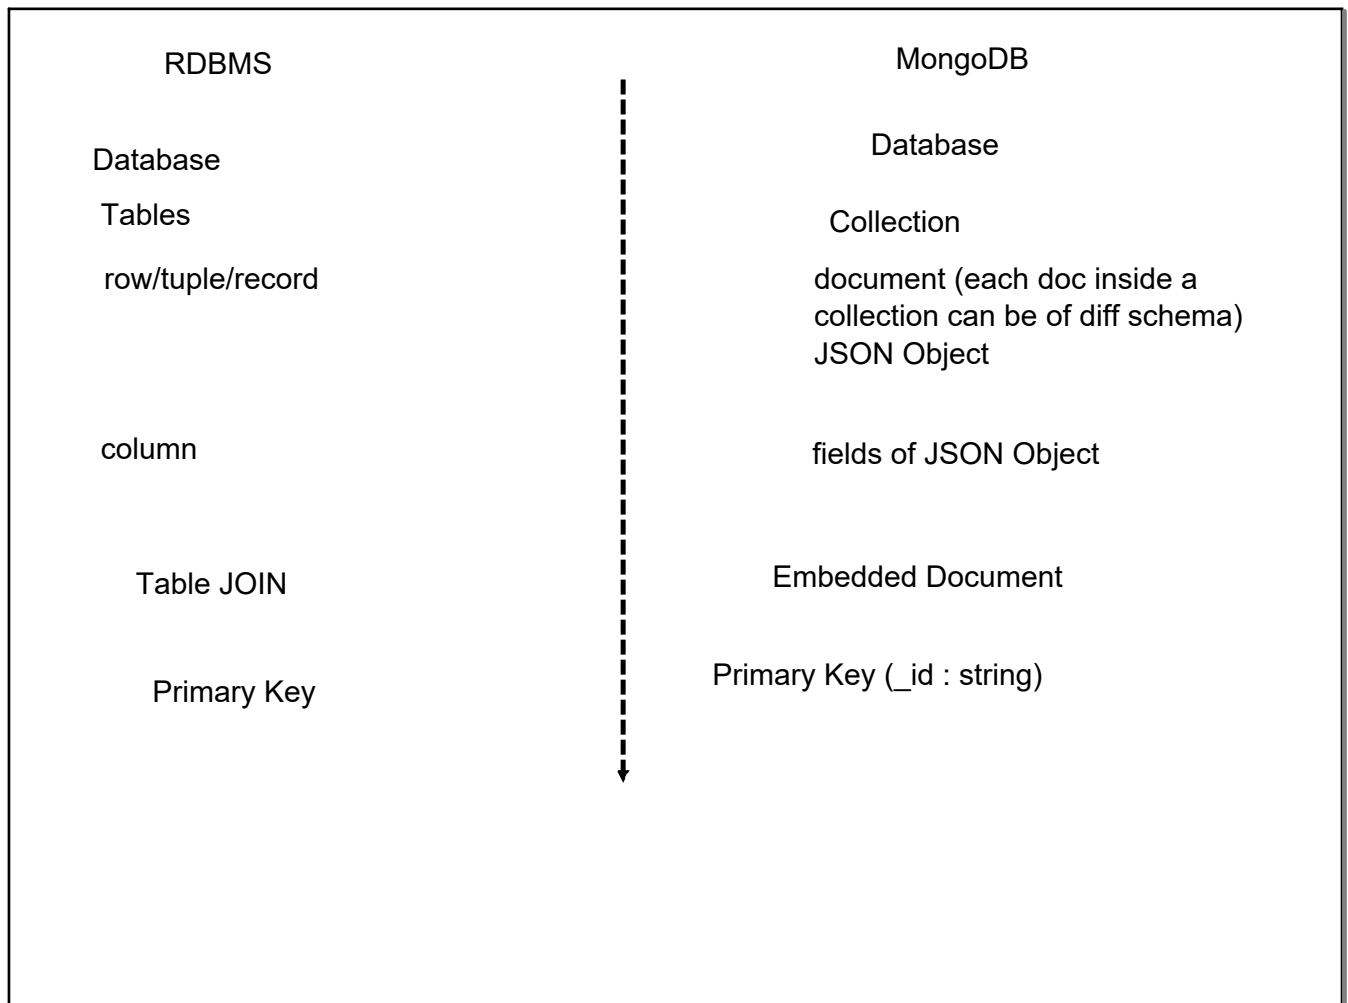 RDBMS
MongoDB
Database
Database
Tables
Collection
row/tuple/record
document (each doc inside a
collection can be of diff schema)
JSON Object
column
fields of JSON Object
Table JOIN
Embedded Document
Primary Key
Primary Key (_id : string)